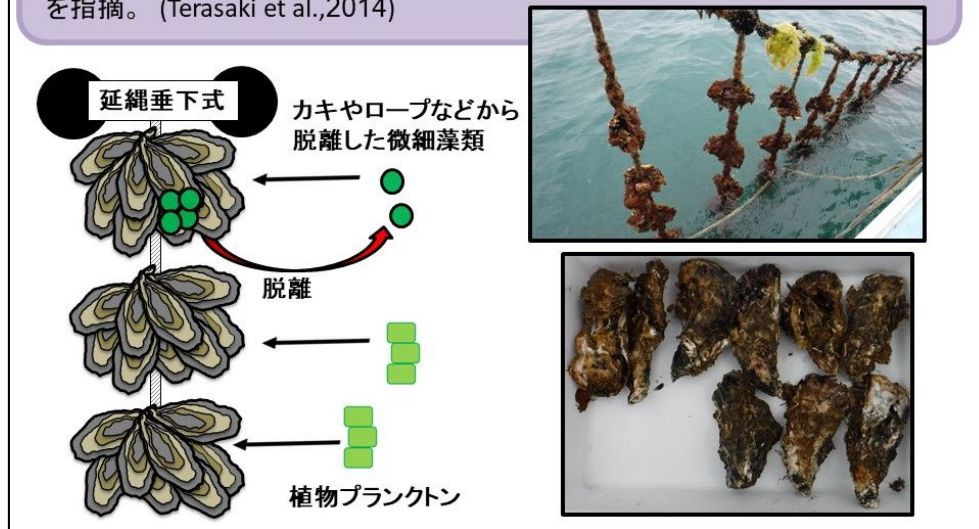 を指摘。 (Terasaki et al.,2014)
延縄垂下式
カキやロープなどから
脱離した微細藻類
脱離
植物プランクトン